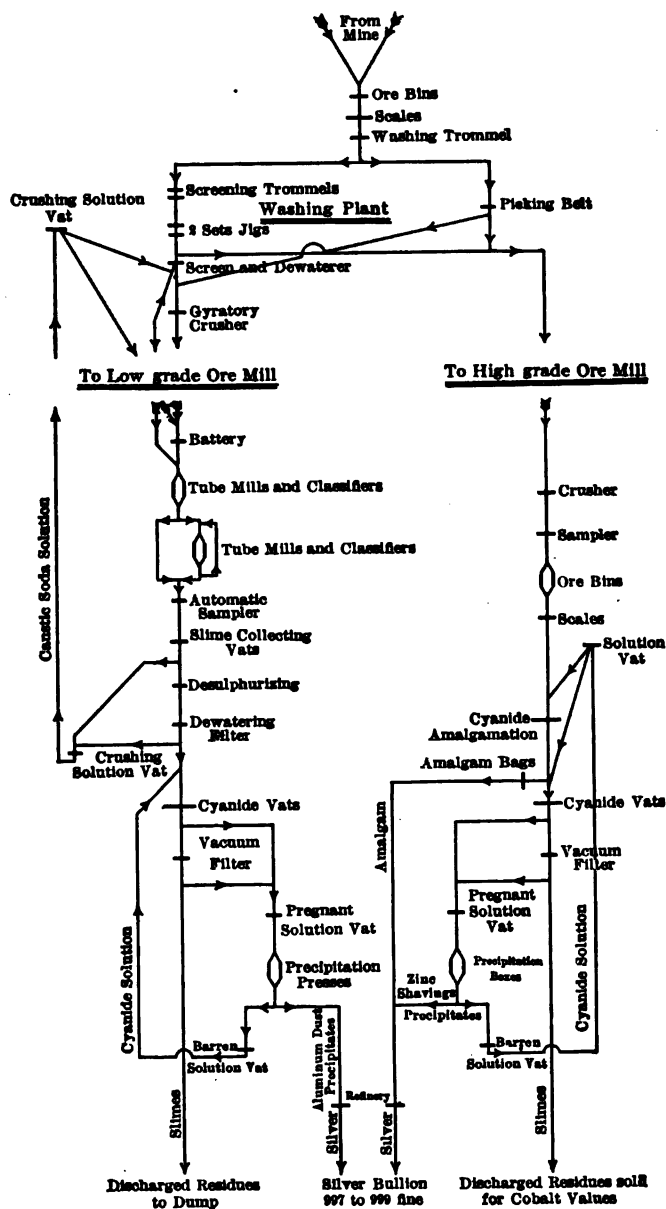 From
Mine
Ore Bins
Scales
Washing Trommel
Screening Trommels
Crushing Solution
Vat
Washing Plant
Picking Belt
2 Sets Jigs
Screen and Dewaterer
Gyratory
Crusher
To Low grade Ore Mill
To High grade Ore Mill
Battery
Tube Mills and Classifiers
Tube Mills and Classifiers
Automatic
Sampler
Slime Collecting
Vats
Desulphurizing
Dewatering
Filter
Crushing
Solution Vat
Caustic Soda Solution
Cyanide Vats
Vacuum
Filter
Pregnant
Solution Vat
Precipitation
Presses
Cyanide Solution
Barren
Solution Vat
Aluminum Dust
Precipitates
Slimes
Silver
Refinery
Crusher
Sampler
Ore Bins
Scales
Solution
Vat
Cyanide
Amalgamation
Amalgam Bags
Cyanide Vats
Amalgam
Vacuum
Filter
Pregnant
Solution
Vat
Precipitation
Boxes
Zinc
Shavings
Precipitates
Cyanide Solution
Barren
Solution Vat
Silver
Slimes
Discharged Residues
to Dump
Silver Bullion
997 to 999 fine
Discharged Residues sold
for Cobalt Values